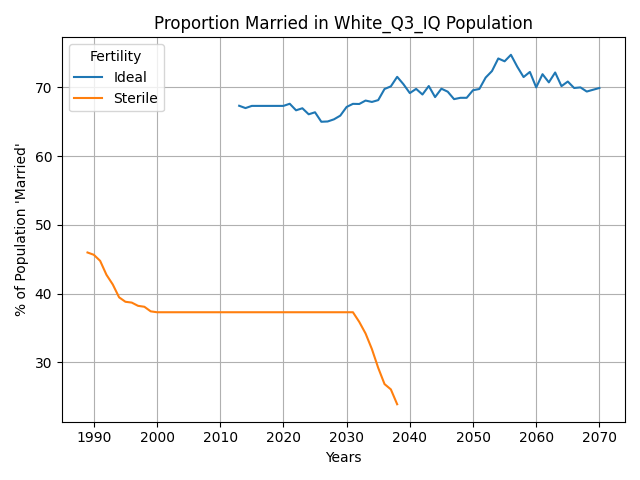 Proportion Married in White_Q3_IQ Population
Fertility
Ideal
Sterile
% of Population 'Married'
70
60
50
40
30
1990 2000 2010 2020 2030 2040 2050 2060 2070
Years